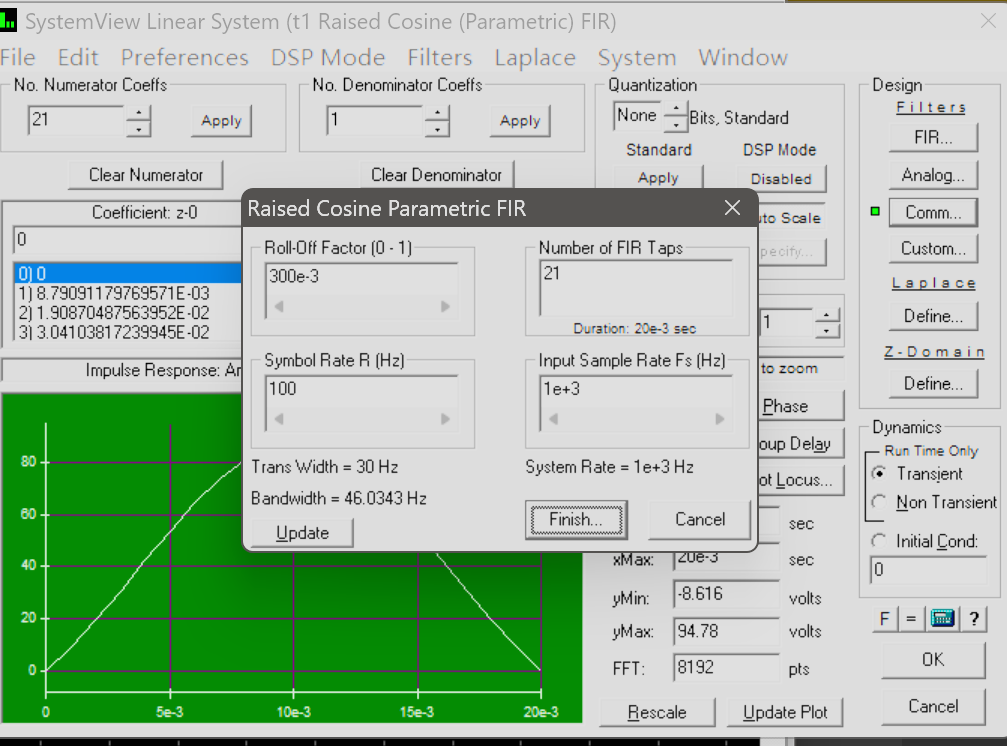 SystemView Linear System (t1 Raised Cosine (Parametric) FIR)
File Edit Preferences DSP Mode Filters Laplace System Window
No. Numerator Coeffs
21
Apply
Clear Numerator
No. Denominator Coeffs
1
Apply
Clear Denominator
Quantization
None Bits, Standard
Standard DSP Mode
Apply Disabled
Scale
Design
Filters
FIR...
Analog...
Comm...
Custom...
Laplace
Define...
Z-Domain
Define...
Coefficient: z-0
0
0) 0
1) 8.79091179769571E-03
2) 1.90870487563952E-02
3) 3.04103817239945E-02
Impulse Response:
80
60
40
20
0
0 5e-3 10e-3 15e-3 20e-3
Raised Cosine Parametric FIR
Roll-Off Factor (0 - 1)
300e-3
Number of FIR Taps
21
Duration: 20e-3 sec
Symbol Rate R (Hz)
100
Input Sample Rate Fs (Hz)
1e+3
Trans Width = 30 Hz
System Rate = 1e+3 Hz
Bandwidth = 46.0343 Hz
Update
Finish...
Cancel
1
to zoom
Phase
Delay
Locus...
sec
xMax: 20e-3 sec
yMin: -8.616 volts
yMax: 94.78 volts
FFT: 8192 pts
Rescale
Update Plot
Dynamics
Run Time Only
Transient
Non Transient
Initial Cond:
0
F = ?
OK
Cancel